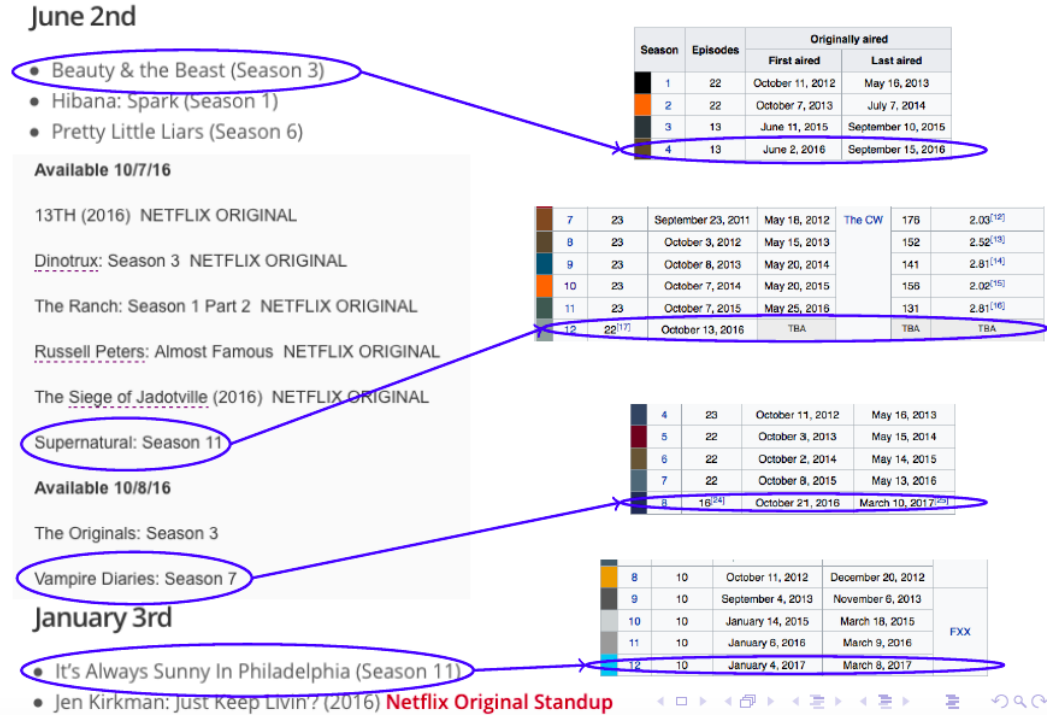 June 2nd
• Beauty & the Beast (Season 3)
• Hibana: Spark (Season 1)
• Pretty Little Liars (Season 6)
Available 10/7/16
13TH (2016) NETFLIX ORIGINAL
Dinotrux: Season 3 NETFLIX ORIGINAL
The Ranch: Season 1 Part 2 NETFLIX ORIGINAL
Russell Peters: Almost Famous NETFLIX ORIGINAL
The Siege of Jadotville (2016) NETFLIX ORIGINAL
Supernatural: Season 11
Available 10/8/16
The Originals: Season 3
Vampire Diaries: Season 7
January 3rd
• It's Always Sunny In Philadelphia (Season 11)
• Jen Kirkman: Just Keep Livin'? (2016) Netflix Original Standup
Season Episodes Originally aired
First aired Last aired
1 22 October 11, 2012 May 16, 2013
2 22 October 7, 2013 July 7, 2014
3 13 June 11, 2015 September 10, 2015
4 13 June 2, 2016 September 15, 2016
7 23 September 23, 2011 May 18, 2012 The CW 176 2.03[12]
8 23 October 3, 2012 May 15, 2013 152 2.52[13]
9 23 October 8, 2013 May 20, 2014 141 2.81[14]
10 23 October 7, 2014 May 20, 2015 156 2.02[15]
11 23 October 7, 2015 May 25, 2016 131 2.81[16]
12 22[17] October 13, 2016 TBA TBA TBA
4 23 October 11, 2012 May 16, 2013
5 22 October 3, 2013 May 15, 2014
6 22 October 2, 2014 May 14, 2015
7 22 October 8, 2015 May 13, 2016
8 16[24] October 21, 2016 March 10, 2017[25]
8 10 October 11, 2012 December 20, 2012
9 10 September 4, 2013 November 6, 2013 FXX
10 10 January 14, 2015 March 18, 2015
11 10 January 6, 2016 March 9, 2016
12 10 January 4, 2017 March 8, 2017